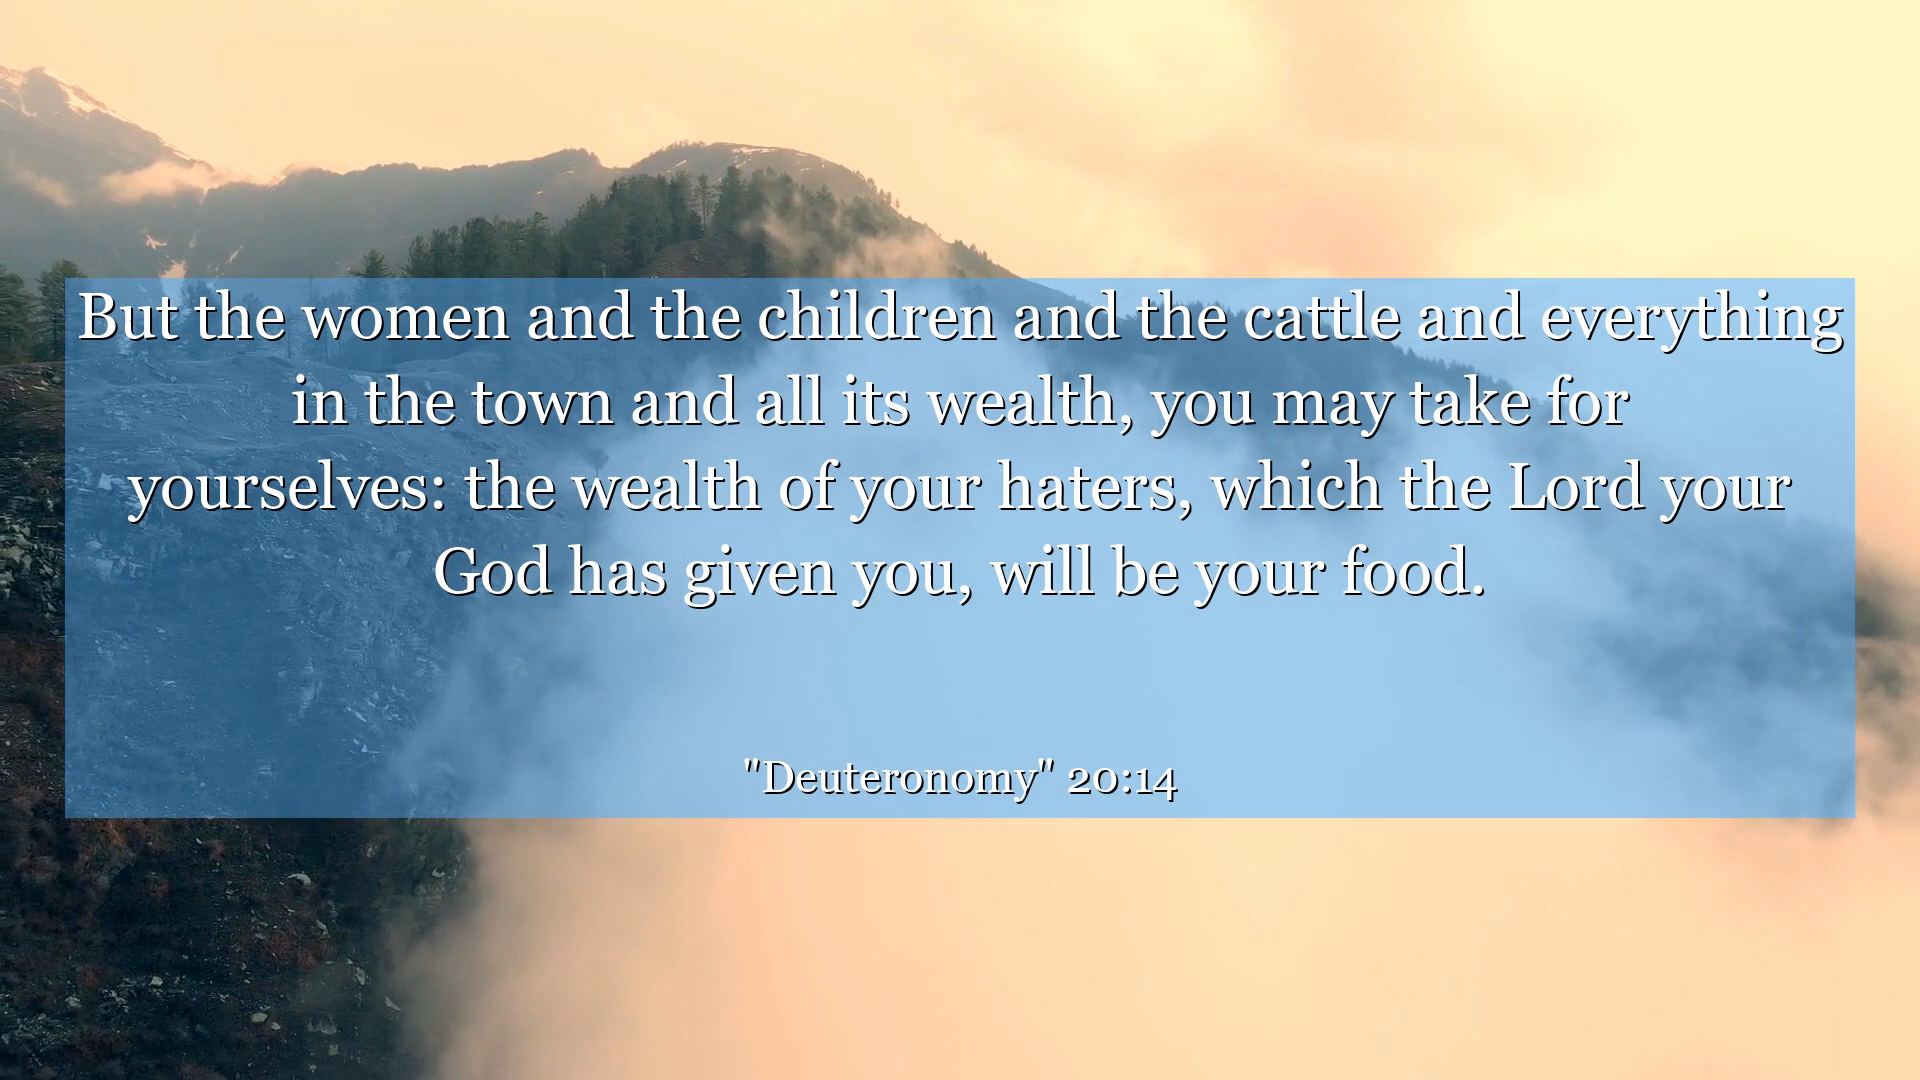 But the women and the children and the cattle and everything
in the town and all its wealth, you may take for
yourselves: the wealth of your haters, which the Lord your
God has given you, will be your food.
"Deuteronomy" 20:14